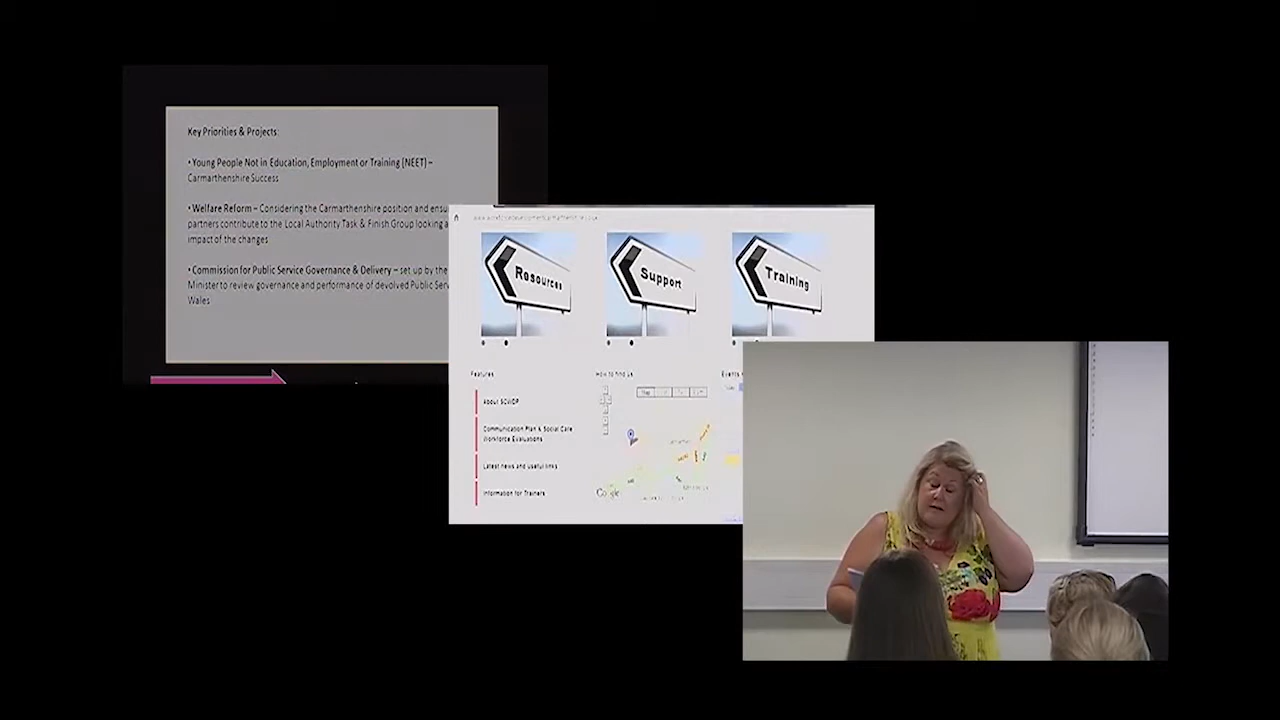 Key Priorities & Projects:
• Young People Not in Education, Employment or Training (NEET) –
Carmarthenshire Success
• Welfare Reform – Considering the Carmarthenshire position and
partners contribute to the Local Authority Task & Finish Group looking
impact of the changes
• Commission for Public Service Governance & Delivery – set up by the
Minister to review governance and performance of devolved Public
Wales
Resources
Support
Training
Features
How to find us
Events
About SCWDP
Communication Plan & Social Care
Workforce Evaluations
Latest news and useful links
Information for Trainers
Map
Google